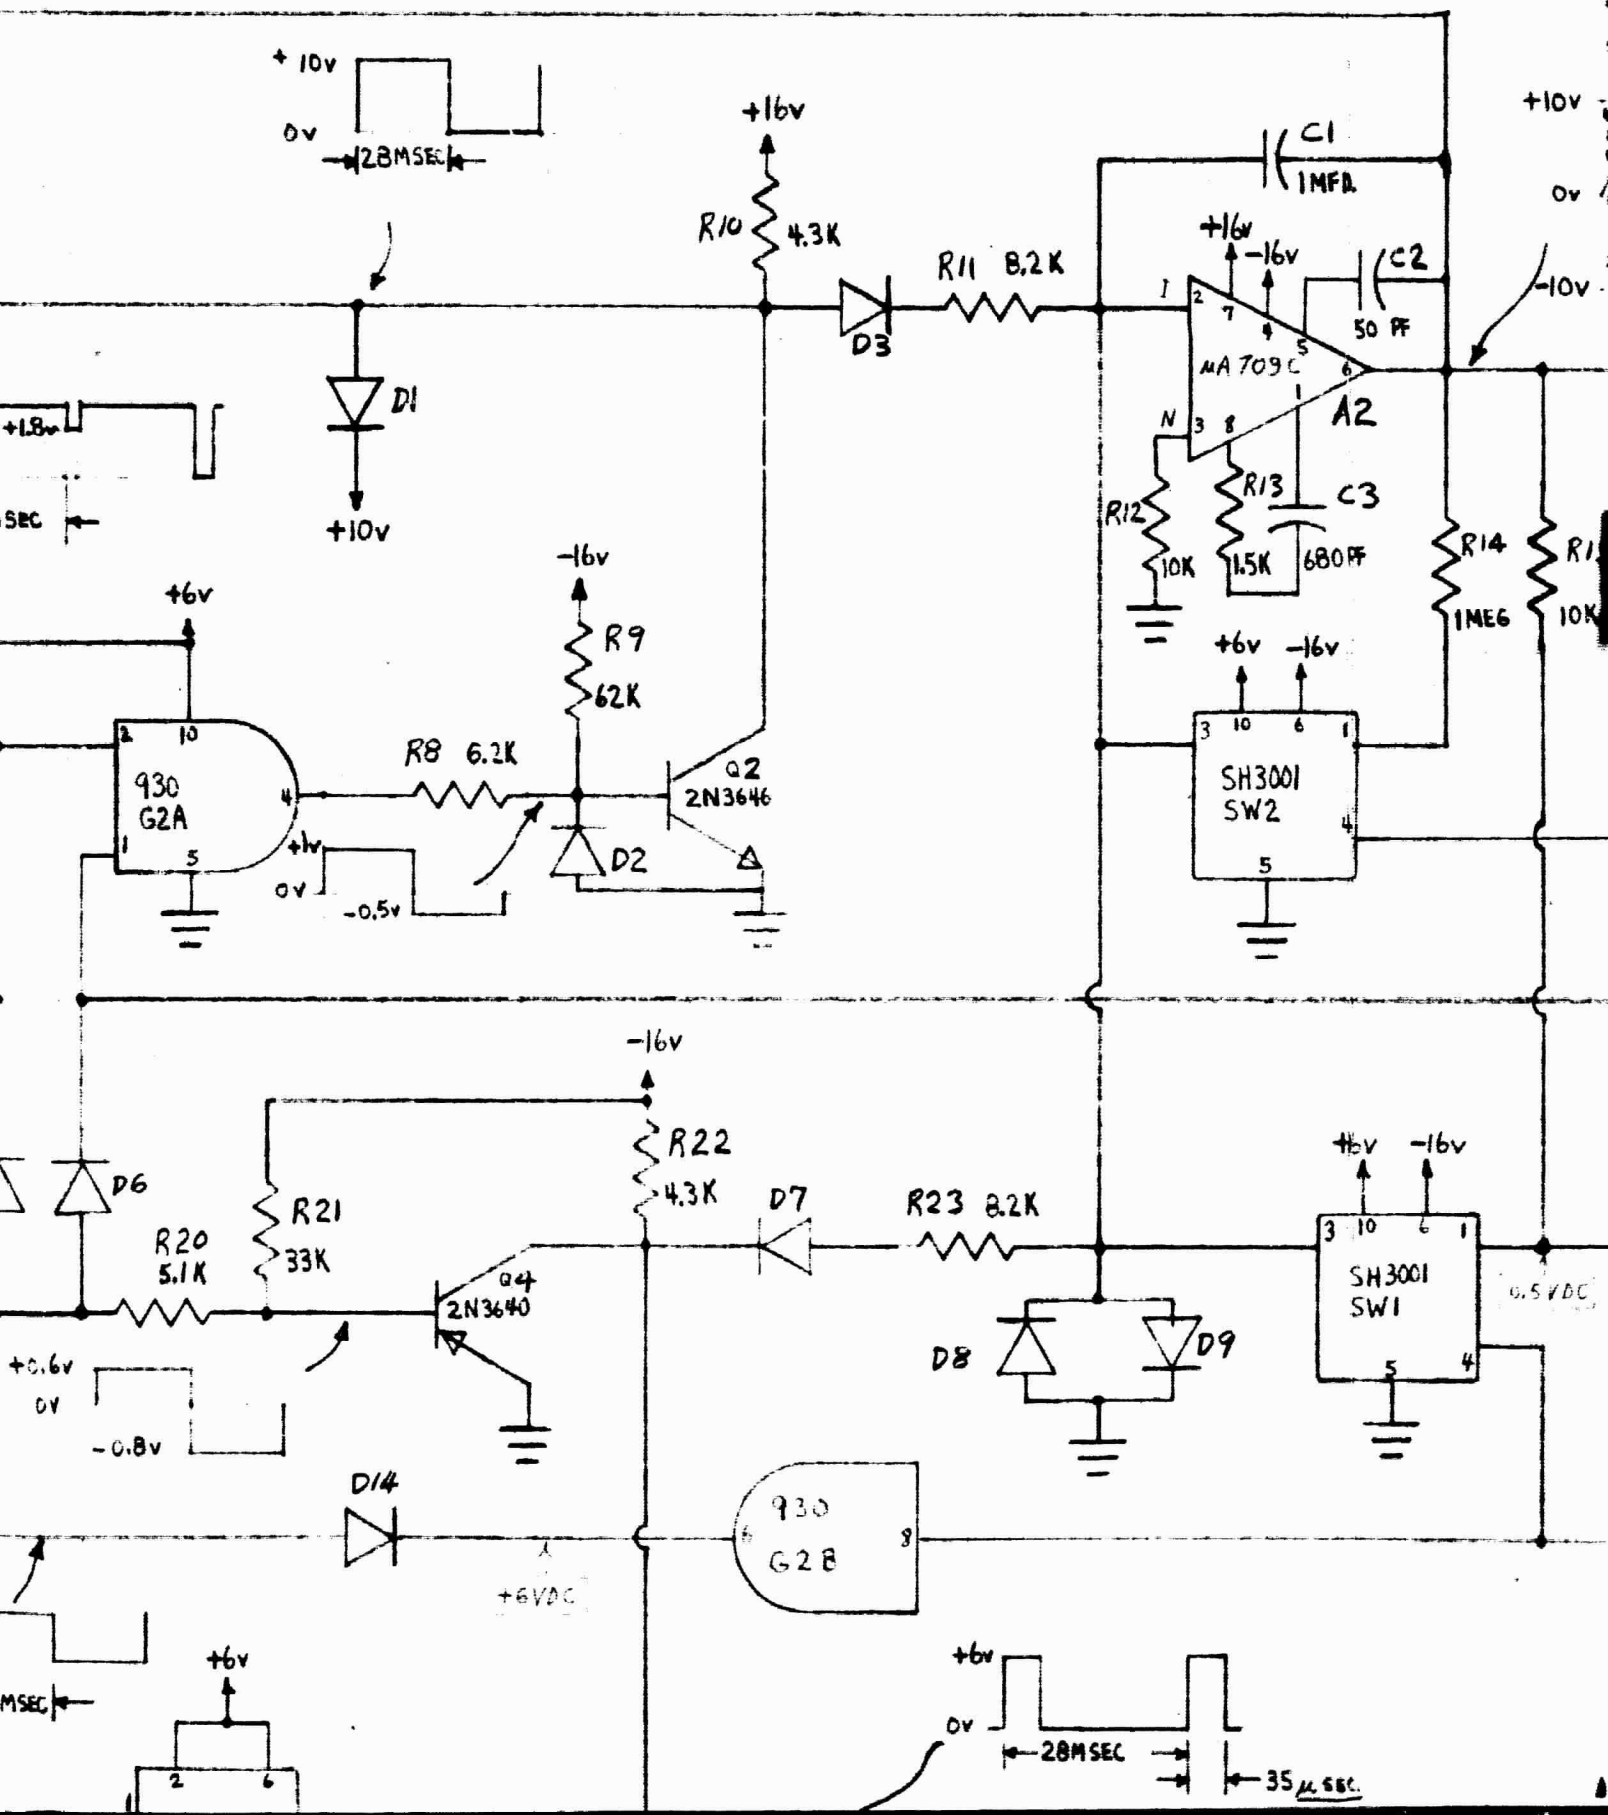 +10v
0v
28MSEC
+16v
R10
4.3K
D3
R11 8.2K
C1
1MFD.
+16v
-16v
C2
50 PF
+10v
0v
-10v
I
2
7
4
5
6
μA709C
1
A2
N
3
8
R12
10K
R13
1.5K
C3
680PF
R14
1MEG
10K
D1
+10v
+1.8v
SEC
+6v
2
10
930
G2A
4
1
5
R8 6.2K
-16v
R9
62K
Q2
2N3646
D2
+1v
0v
-0.5v
+6v
-16v
3
10
6
1
SH3001
SW2
4
5
-16v
R22
4.3K
D7
R23 8.2K
D6
R21
33K
R20
5.1K
Q4
2N3640
+0.6v
0v
-0.8v
D8
D9
+6v
-16v
3
10
6
1
SH3001
SW1
4
5
0.5VDC
D14
+6VDC
6
930
G2B
8
MSEC
+6v
2
6
1
+6v
0v
28MSEC
35 μSEC.